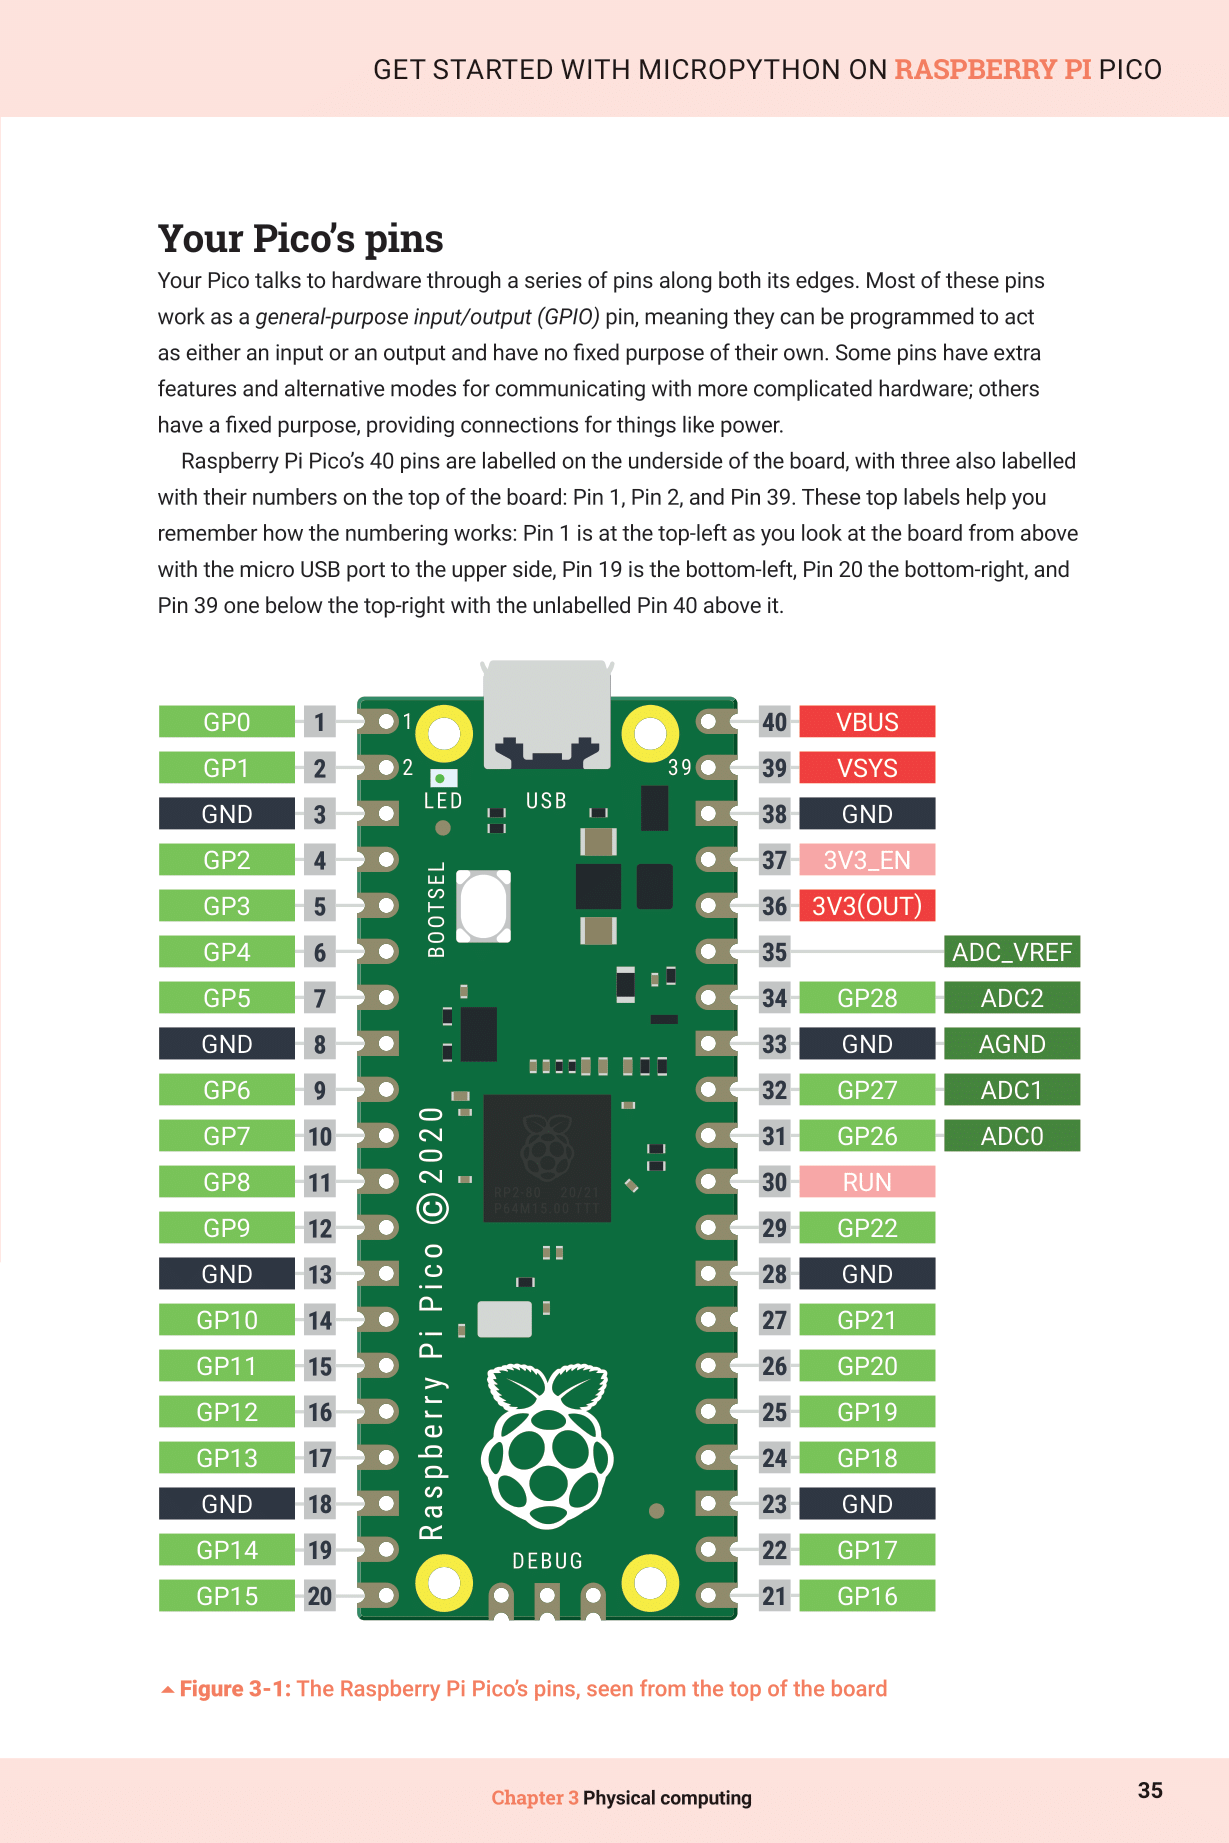 GET STARTED WITH MICROPYTHON ON RASPBERRY PI PICO
Your Pico’s pins
Your Pico talks to hardware through a series of pins along both its edges. Most of these pins
work as a general-purpose input/output (GPIO) pin, meaning they can be programmed to act
as either an input or an output and have no fixed purpose of their own. Some pins have extra
features and alternative modes for communicating with more complicated hardware; others
have a fixed purpose, providing connections for things like power.
Raspberry Pi Pico’s 40 pins are labelled on the underside of the board, with three also labelled
with their numbers on the top of the board: Pin 1, Pin 2, and Pin 39. These top labels help you
remember how the numbering works: Pin 1 is at the top-left as you look at the board from above
with the micro USB port to the upper side, Pin 19 is the bottom-left, Pin 20 the bottom-right, and
Pin 39 one below the top-right with the unlabelled Pin 40 above it.
GP0 1 1 40 VBUS
GP1 2 2 39 39 VSYS
LED USB
GND 3 38 GND
GP2 4 37 3V3_EN
BOOTSEL
GP3 5 36 3V3(OUT)
GP4 6 35 ADC_VREF
GP5 7 34 GP28 ADC2
GND 8 33 GND AGND
GP6 9 32 GP27 ADC1
GP7 10 31 GP26 ADC0
GP8 11 30 RUN
RP2-80 20/21
P64M15.00 TTT
GP9 12 29 GP22
Raspberry Pi Pico ©2020
GND 13 28 GND
GP10 14 27 GP21
GP11 15 26 GP20
GP12 16 25 GP19
GP13 17 24 GP18
GND 18 23 GND
GP14 19 22 GP17
DEBUG
GP15 20 21 GP16
Figure 3-1: The Raspberry Pi Pico’s pins, seen from the top of the board
Chapter 3 Physical computing
35